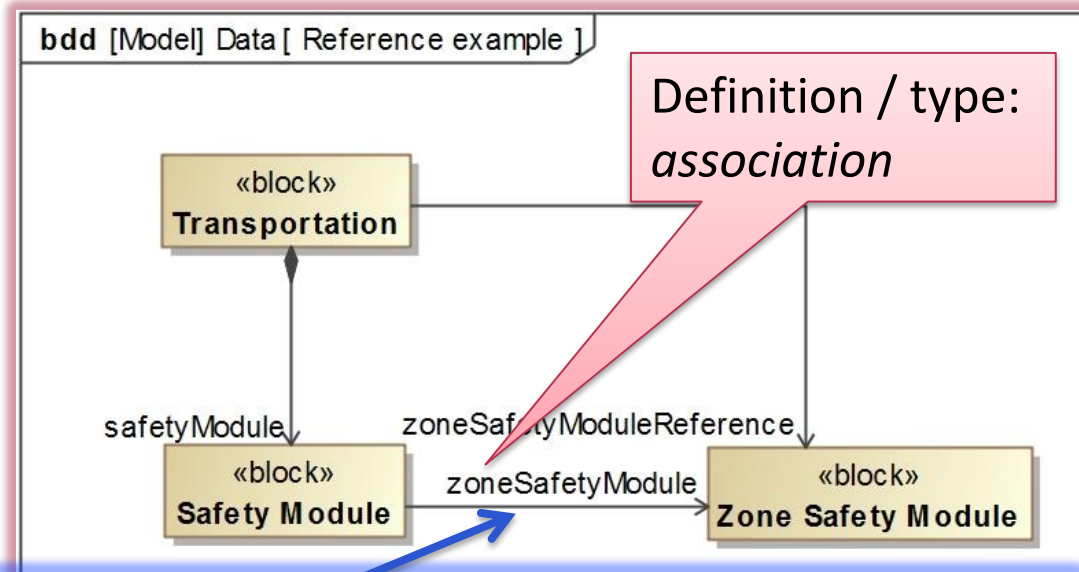 bdd [Model] Data [ Reference example ]
Definition / type:
association
«block»
Transportation
safetyModule
zoneSafetyModuleReference
«block»
Safety Module
zoneSafetyModule
«block»
Zone Safety Module